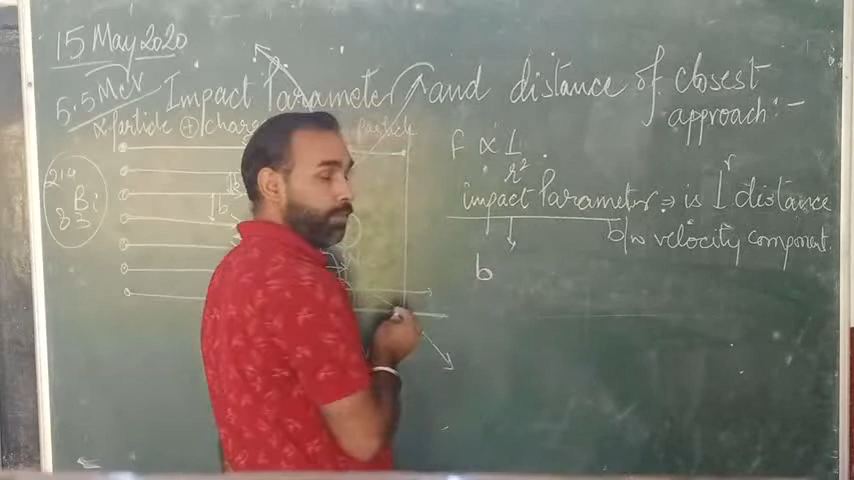 15 May 2020
5.5 MeV Impact Parameter and distance of closest
approach :-
α particle ⊕ charge particle
F ∝ 1/r²
214
83 Bi
b
impact Parameter ⇒ is ⊥r distance
b/w velocity component.
b